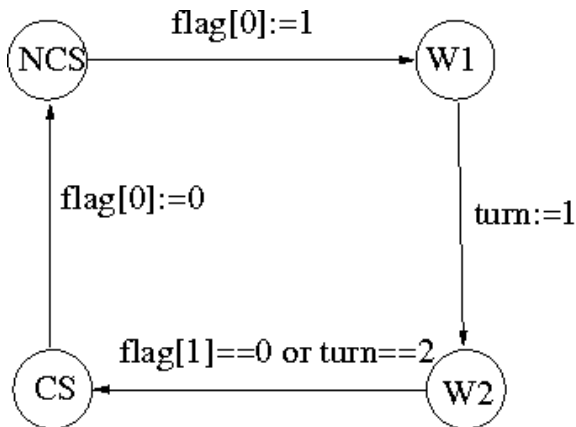 flag[0]:=1
NCS
W1
flag[0]:=0
turn:=1
flag[1]==0 or turn==2
CS
W2